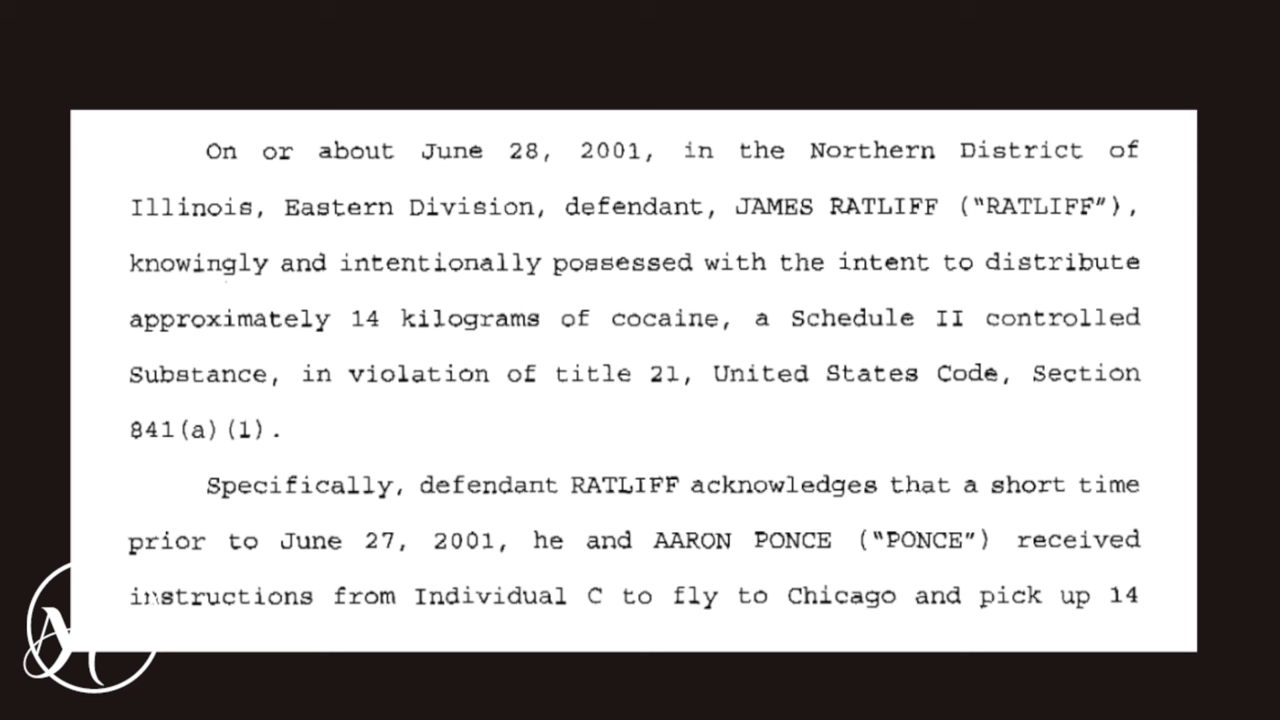 On or about June 28, 2001, in the Northern District of
Illinois, Eastern Division, defendant, JAMES RATLIFF ("RATLIFF"),
knowingly and intentionally possessed with the intent to distribute
approximately 14 kilograms of cocaine, a Schedule II controlled
Substance, in violation of title 21, United States Code, Section
841(a)(1).
Specifically, defendant RATLIFF acknowledges that a short time
prior to June 27, 2001, he and AARON PONCE ("PONCE") received
instructions from Individual C to fly to Chicago and pick up 14